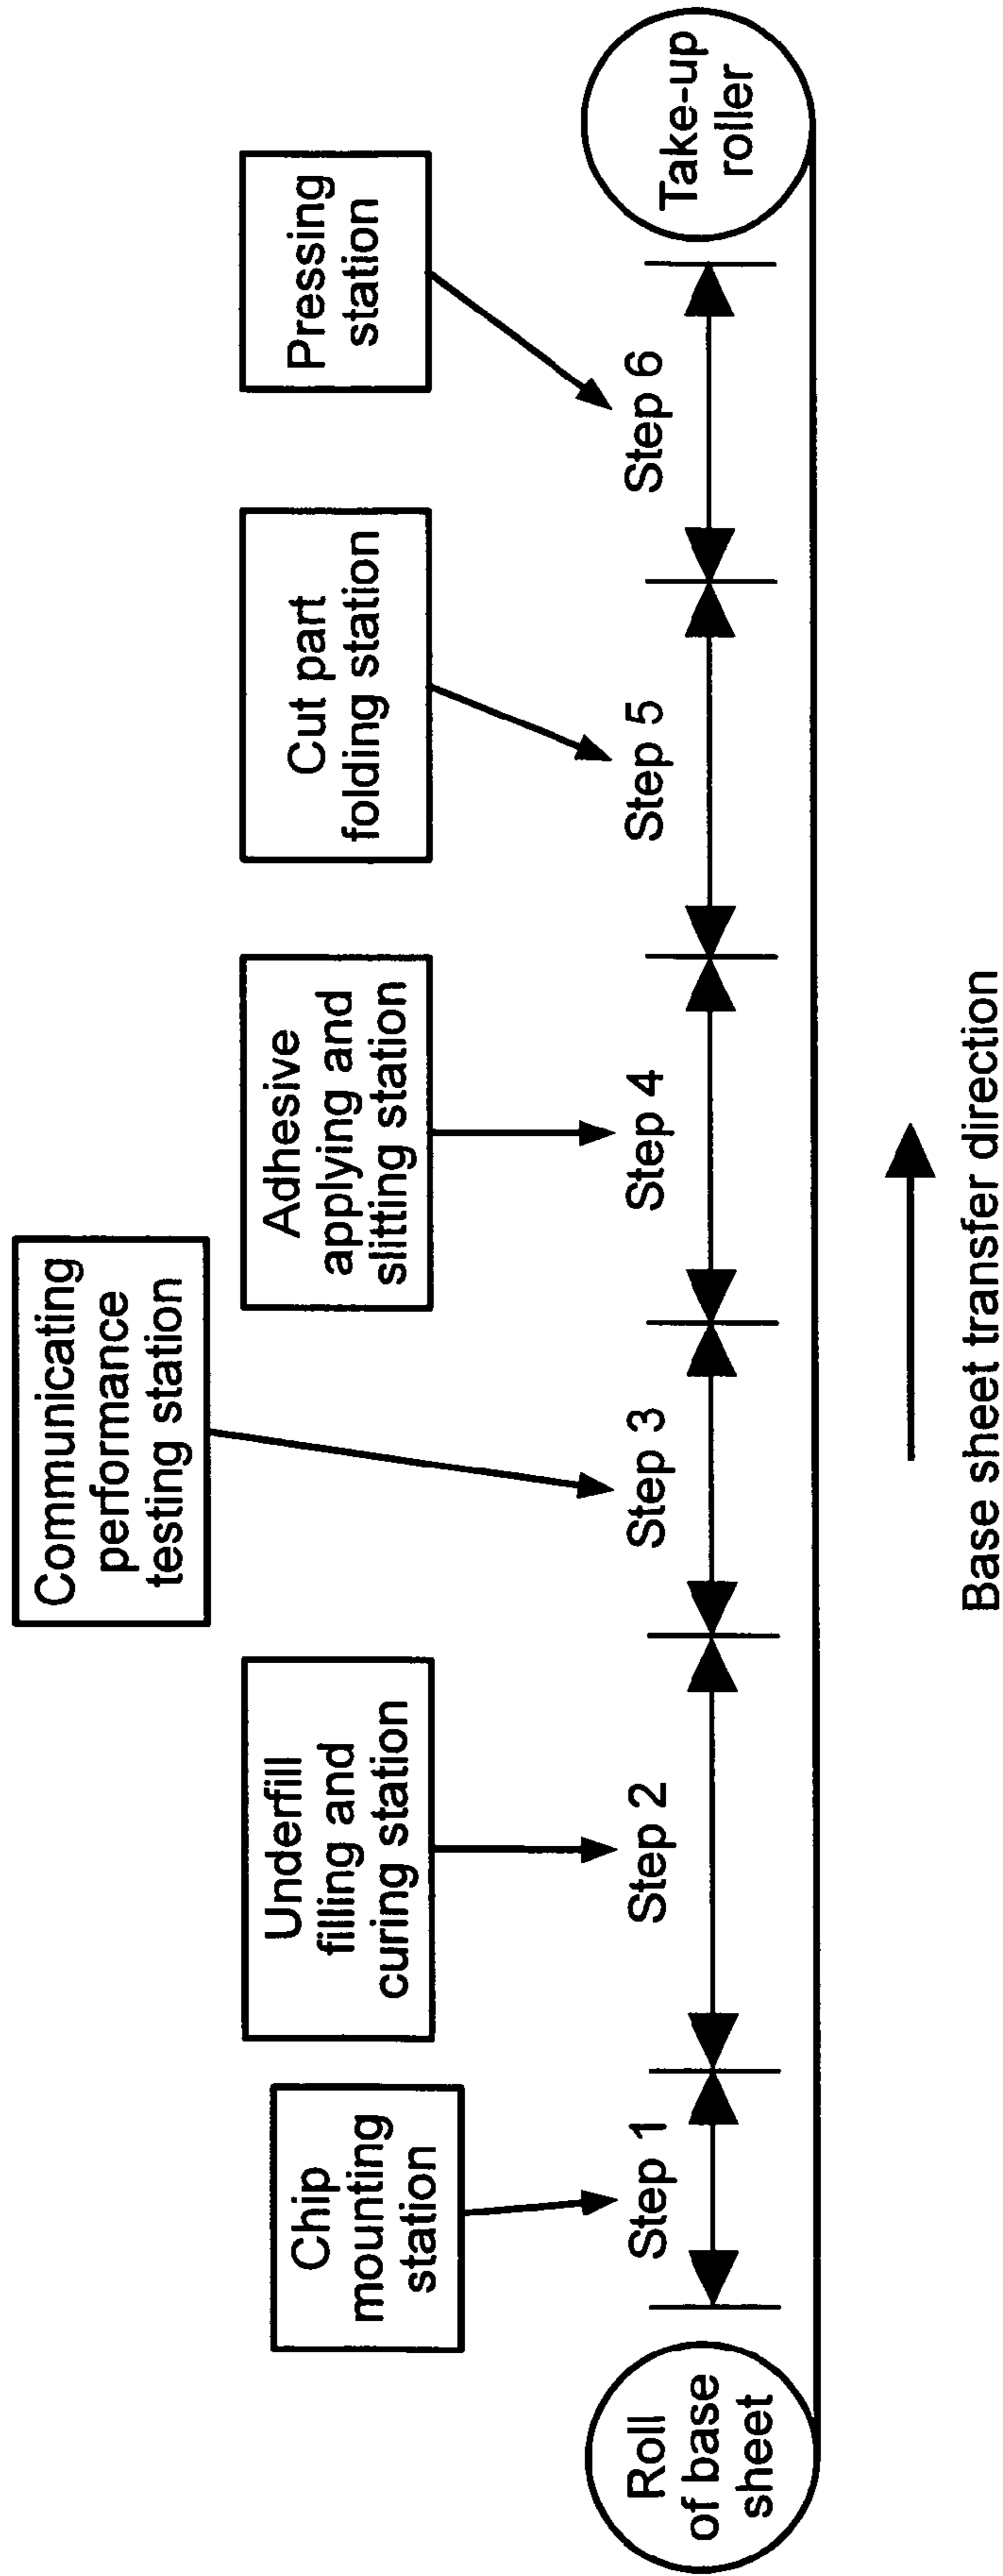 Communicating
performance
testing station
Chip
mounting
station
Underfill
filling and
curing station
Adhesive
applying and
slitting station
Cut part
folding station
Pressing
station
Step 1
Step 2
Step 3
Step 4
Step 5
Step 6
Roll
of base
sheet
Take-up
roller
Base sheet transfer direction